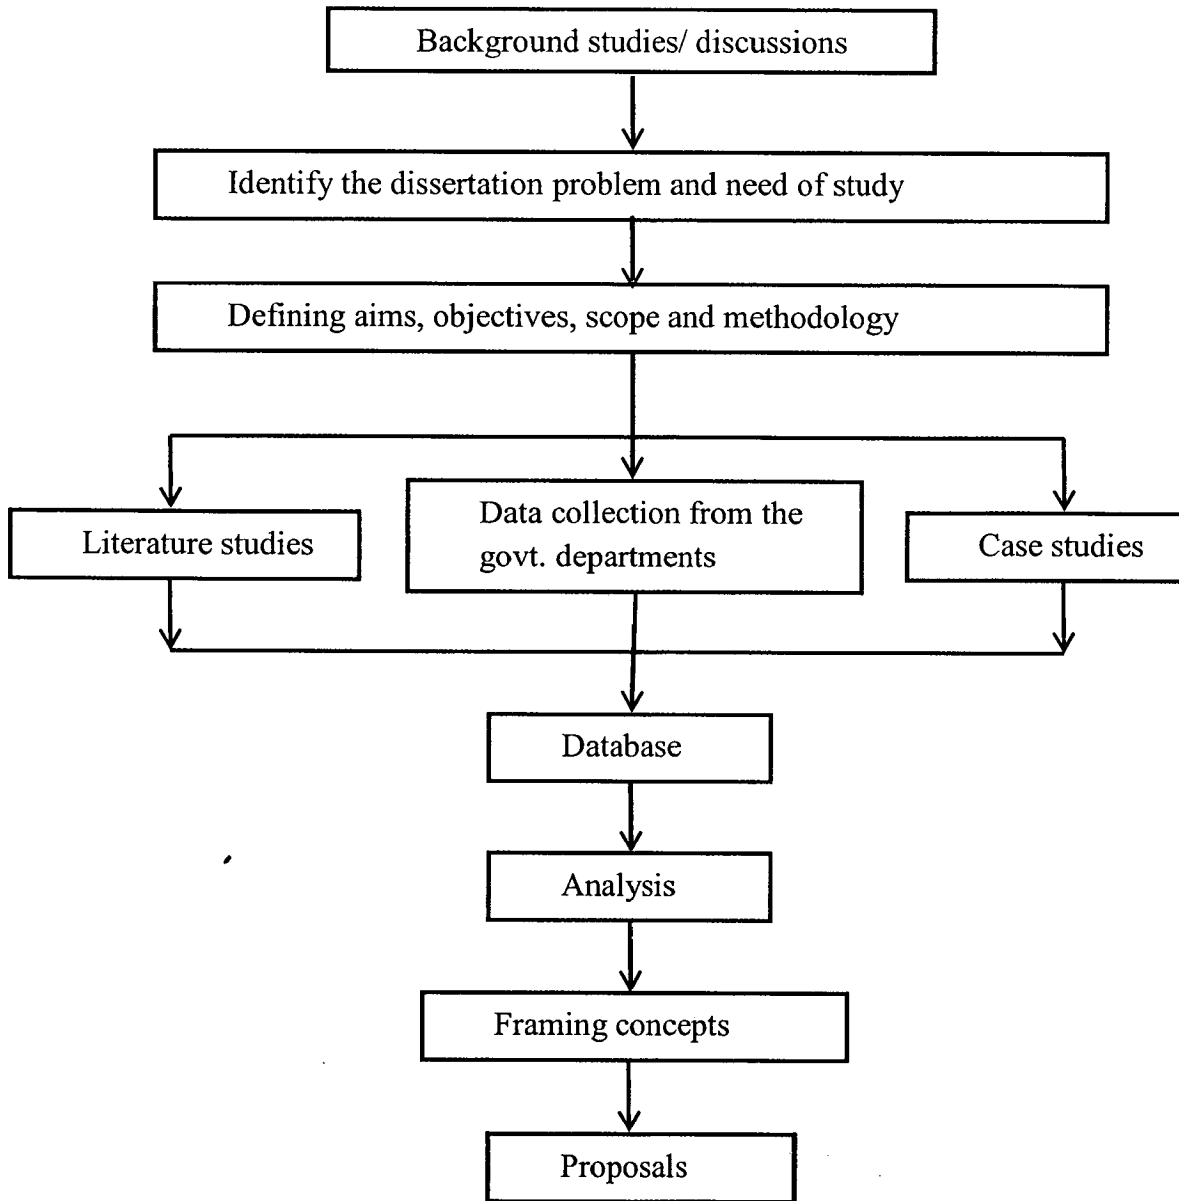 Background studies/ discussions
Identify the dissertation problem and need of study
Defining aims, objectives, scope and methodology
Literature studies
Data collection from the
govt. departments
Case studies
Database
Analysis
Framing concepts
Proposals